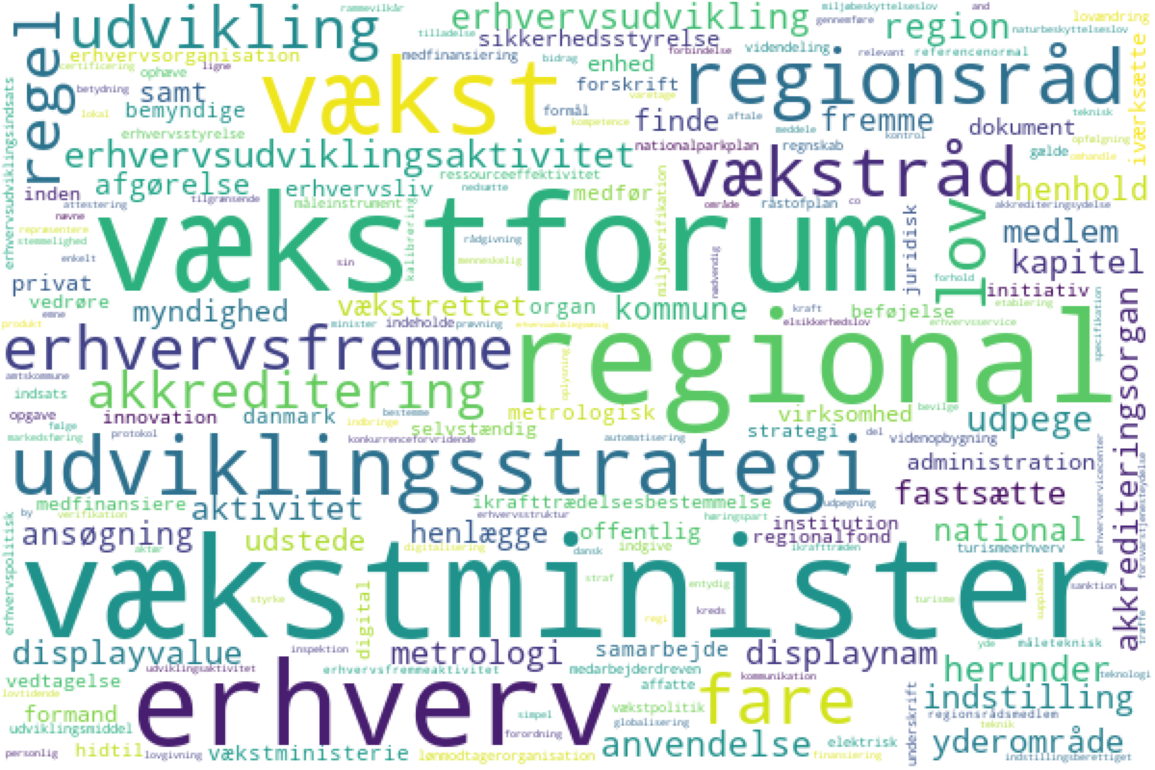 rammevilkår miljøbeskyttelseslov and
udvikling tilladelse erhvervsudvikling gennemføre region lovændring
regel erhvervsorganisation medfinansiering sikkerhedsstyrelse videndeling referencenormal naturbeskyttelseslov
certificering ophæve ligne forbindelse bidrag enhed relevant
betydning samt vækst forskrift varetage regionsråd iværksætte
lokal bemyndige formål kompetence finde aftale meddele fremme teknisk opfølgning
erhvervsudviklingsindsats erhvervsstyrelse nationalparkplan regnskab kontrol dokument omhandle
erhvervsudviklingsaktivitet ressourceeffektivitet vækstråd gælde
inden afgørelse erhvervsliv nedsætte medfør henhold
attestering tilgrænsende måleinstrument område råstofplan co akkrediteringsydelse
nævne repræsentere kalibrering rådgivning miljøverifikation juridisk lov
stemmelighed vækstforum medlem
enkelt sin menneskelig nødvendig kapitel
privat forhold initiativ
vedrøre vækstrettet organ kommune kraft beføjelse etablering
produkt emne myndighed minister indeholde prøvning elsikkerhedslov erhvervsservice specifikation
erhvervsfremme regional
amtskommune akkreditering oplysning
indsats bestemme bevilge akkrediteringsorgan
opgave innovation danmark indbringe metrologisk virksomhed udpege
følge selvstændig strategi del videnopbygning
markedsføring protokol konkurrenceforvridende automatisering
udviklingsstrategi administration
erhvervsservicecenter forsvarstjenesteydelse
medfinansiere aktivitet ikrafttrædelsesbestemmelse udpegning fastsætte
erhvervspolitisk by verifikation erhvervsstruktur høringspart institution
ansøgning udstede henlægge offentlig regionalfond national
aktør digitalisering dansk indgive ikrafttræden turismeerhverv
vækstminister
styrke digital straf entydig regi kreds turisme suppleant sanktion træffe
displayvalue inspektion metrologi samarbejde displaynam yde måleteknisk
udviklingsaktivitet erhvervsfremmeaktivitet medarbejderdreven kommunikation herunder teknologi
vedtagelse erhverv affatte fare
lovtidende vækstpolitik indstilling
formand simpel globalisering underskrift regionsrådsmedlem
udviklingsmiddel forordning teknik
hidtil vækstministerie anvendelse elektrisk yderområde
personlig lovgivning lønmodtagerorganisation finansiering indstillingsberettiget